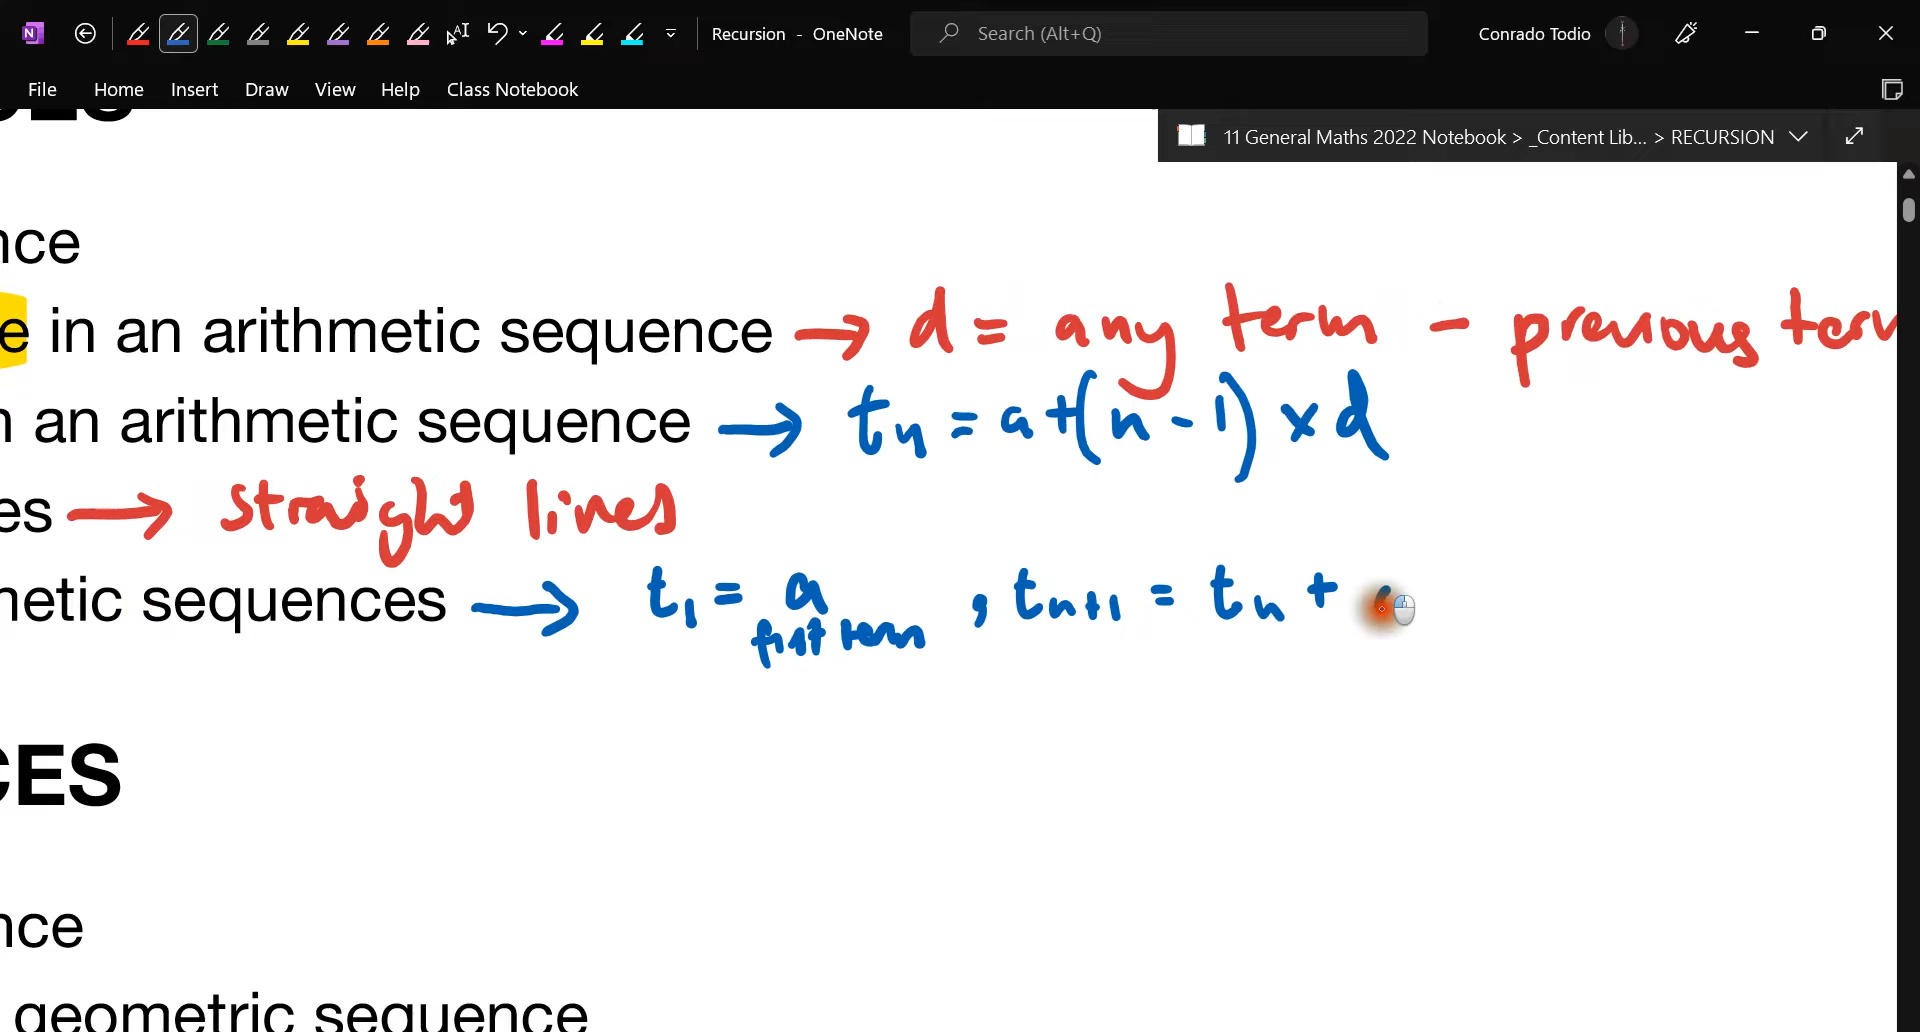 Recursion - OneNote
Search (Alt+Q)
Conrado Todio
File Home Insert Draw View Help Class Notebook
11 General Maths 2022 Notebook > _Content Lib... > RECURSION
nce
e in an arithmetic sequence → d = any term - previous term
n an arithmetic sequence → tn = a + (n - 1) × d
es → straight lines
netic sequences → t1 = a , tn+1 = tn +
first term
CES
nce
geometric sequence